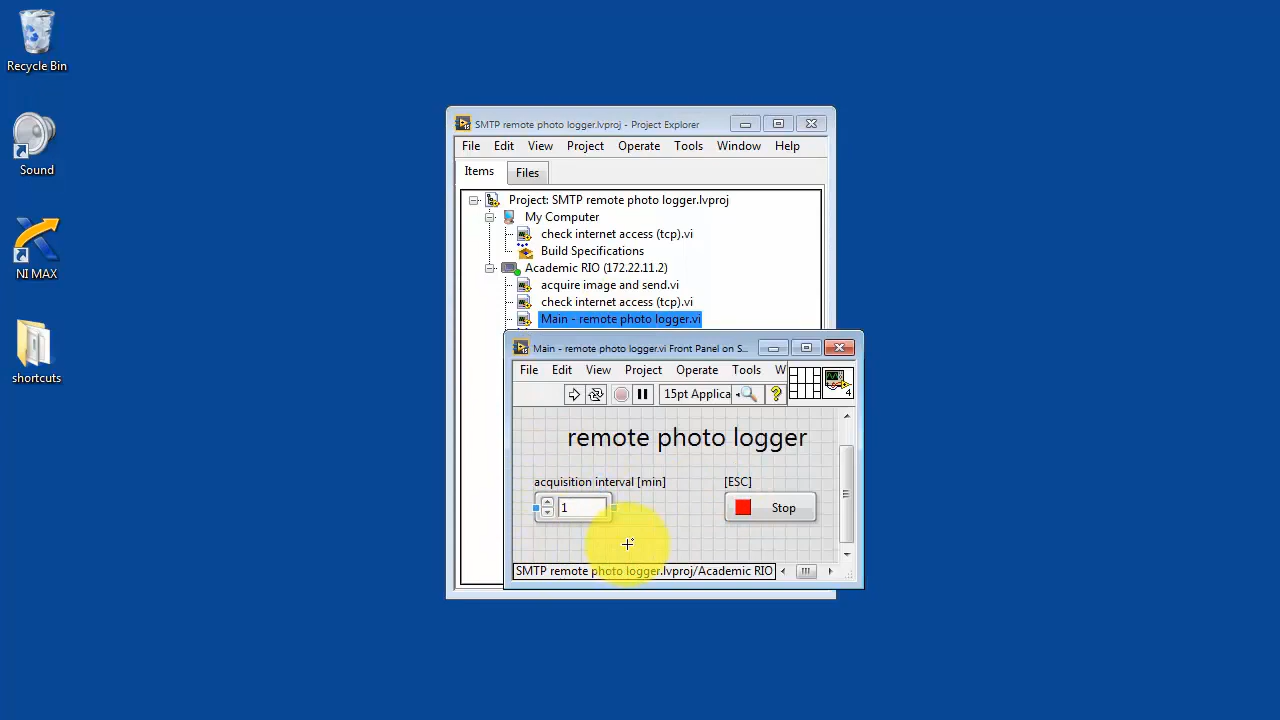 Recycle Bin
Sound
NI MAX
shortcuts
SMTP remote photo logger.lvproj - Project Explorer
File Edit View Project Operate Tools Window Help
Items Files
Project: SMTP remote photo logger.lvproj
My Computer
check internet access (tcp).vi
Build Specifications
Academic RIO (172.22.11.2)
acquire image and send.vi
check internet access (tcp).vi
Main - remote photo logger.vi
Main - remote photo logger.vi Front Panel on S...
File Edit View Project Operate Tools W
15pt Applica ? 4
remote photo logger
acquisition interval [min] [ESC]
1 Stop
SMTP remote photo logger.lvproj/Academic RIO